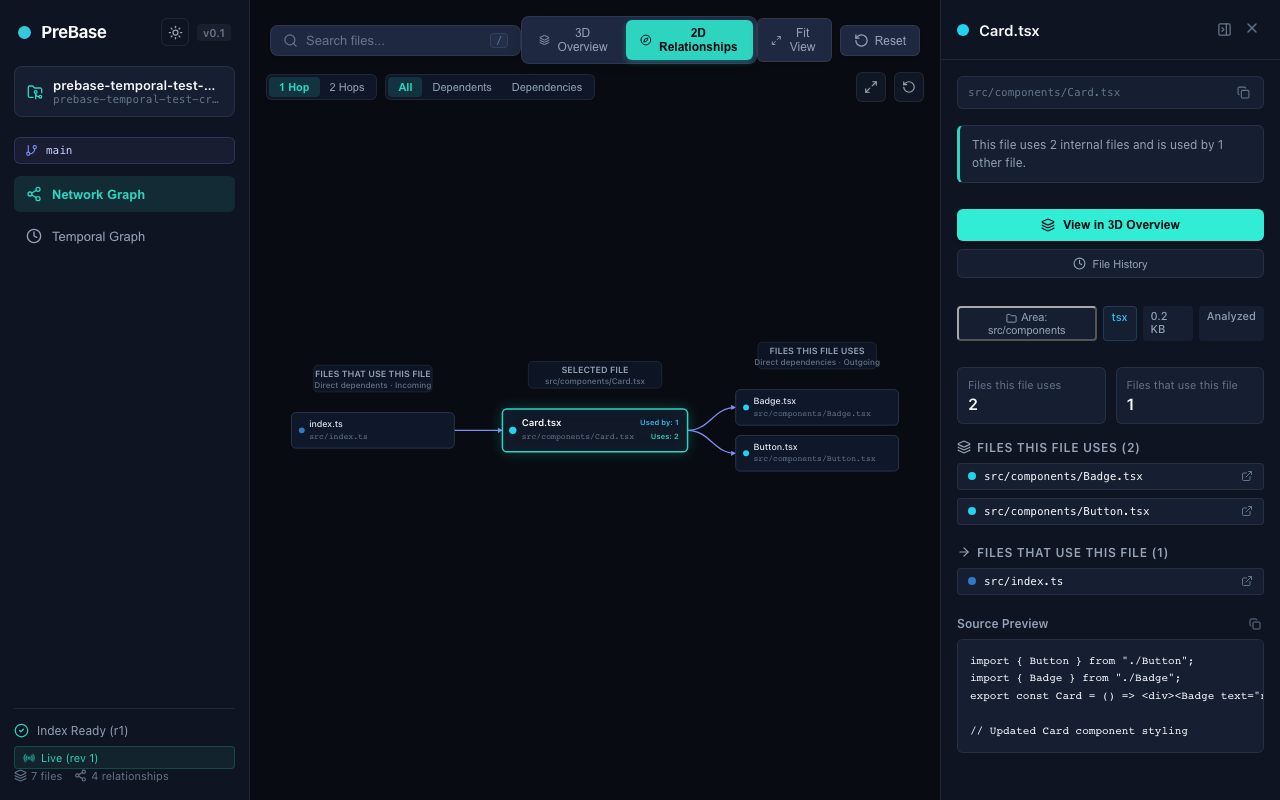 PreBase
v0.1
prebase-temporal-test-...
prebase-temporal-test-cr...
main
Network Graph
Temporal Graph
Index Ready (r1)
Live (rev 1)
7 files
4 relationships
Search files...
/
3D Overview
2D Relationships
Fit View
Reset
1 Hop
2 Hops
All
Dependents
Dependencies
FILES THAT USE THIS FILE
Direct dependents · Incoming
index.ts
src/index.ts
SELECTED FILE
src/components/Card.tsx
Card.tsx
Used by: 1
src/components/Card.tsx
Uses: 2
FILES THIS FILE USES
Direct dependencies · Outgoing
Badge.tsx
src/components/Badge.tsx
Button.tsx
src/components/Button.tsx
Card.tsx
src/components/Card.tsx
This file uses 2 internal files and is used by 1
other file.
View in 3D Overview
File History
Area:
src/components
tsx
0.2
KB
Analyzed
Files this file uses
2
Files that use this file
1
FILES THIS FILE USES (2)
src/components/Badge.tsx
src/components/Button.tsx
FILES THAT USE THIS FILE (1)
src/index.ts
Source Preview
import { Button } from "./Button";
import { Badge } from "./Badge";
export const Card = () => <div><Badge text="
// Updated Card component styling